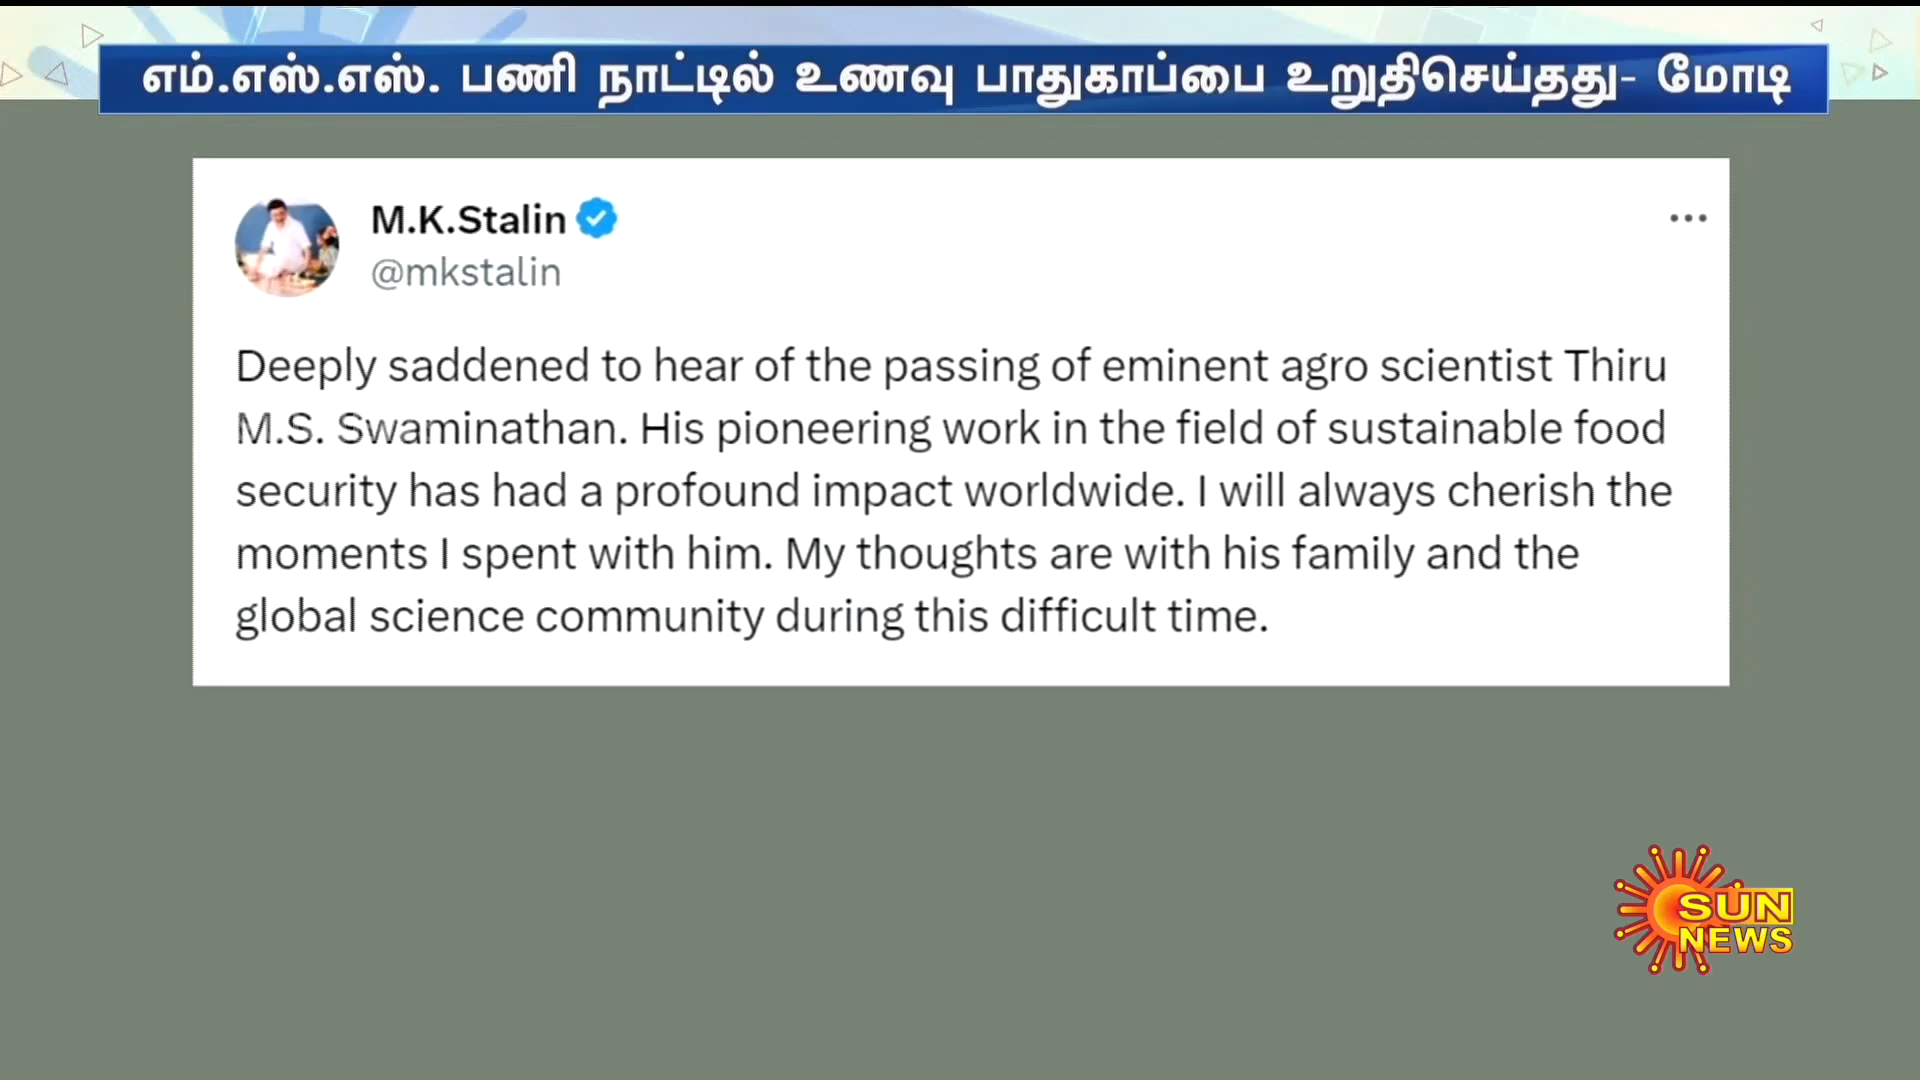 எம்.எஸ்.எஸ். பணி நாட்டில் உணவு பாதுகாப்பை உறுதிசெய்தது- மோடி
M.K.Stalin
@mkstalin
Deeply saddened to hear of the passing of eminent agro scientist Thiru
M.S. Swaminathan. His pioneering work in the field of sustainable food
security has had a profound impact worldwide. I will always cherish the
moments I spent with him. My thoughts are with his family and the
global science community during this difficult time.
SUN
NEWS